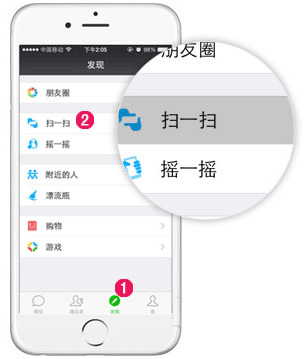 中国移动 下午2:05 98%
发现
朋友圈
扫一扫 2
摇一摇
附近的人
漂流瓶
购物
游戏
1
微信 通讯录 发现 我
朋友圈
扫一扫
摇一摇